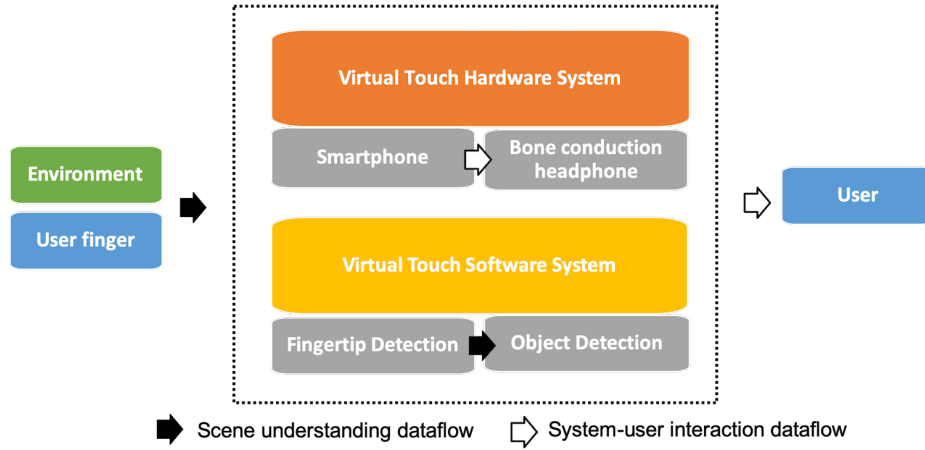 Virtual Touch Hardware System
Smartphone
Bone conduction
headphone
Environment
User finger
User
Virtual Touch Software System
Fingertip Detection
Object Detection
Scene understanding dataflow
System-user interaction dataflow